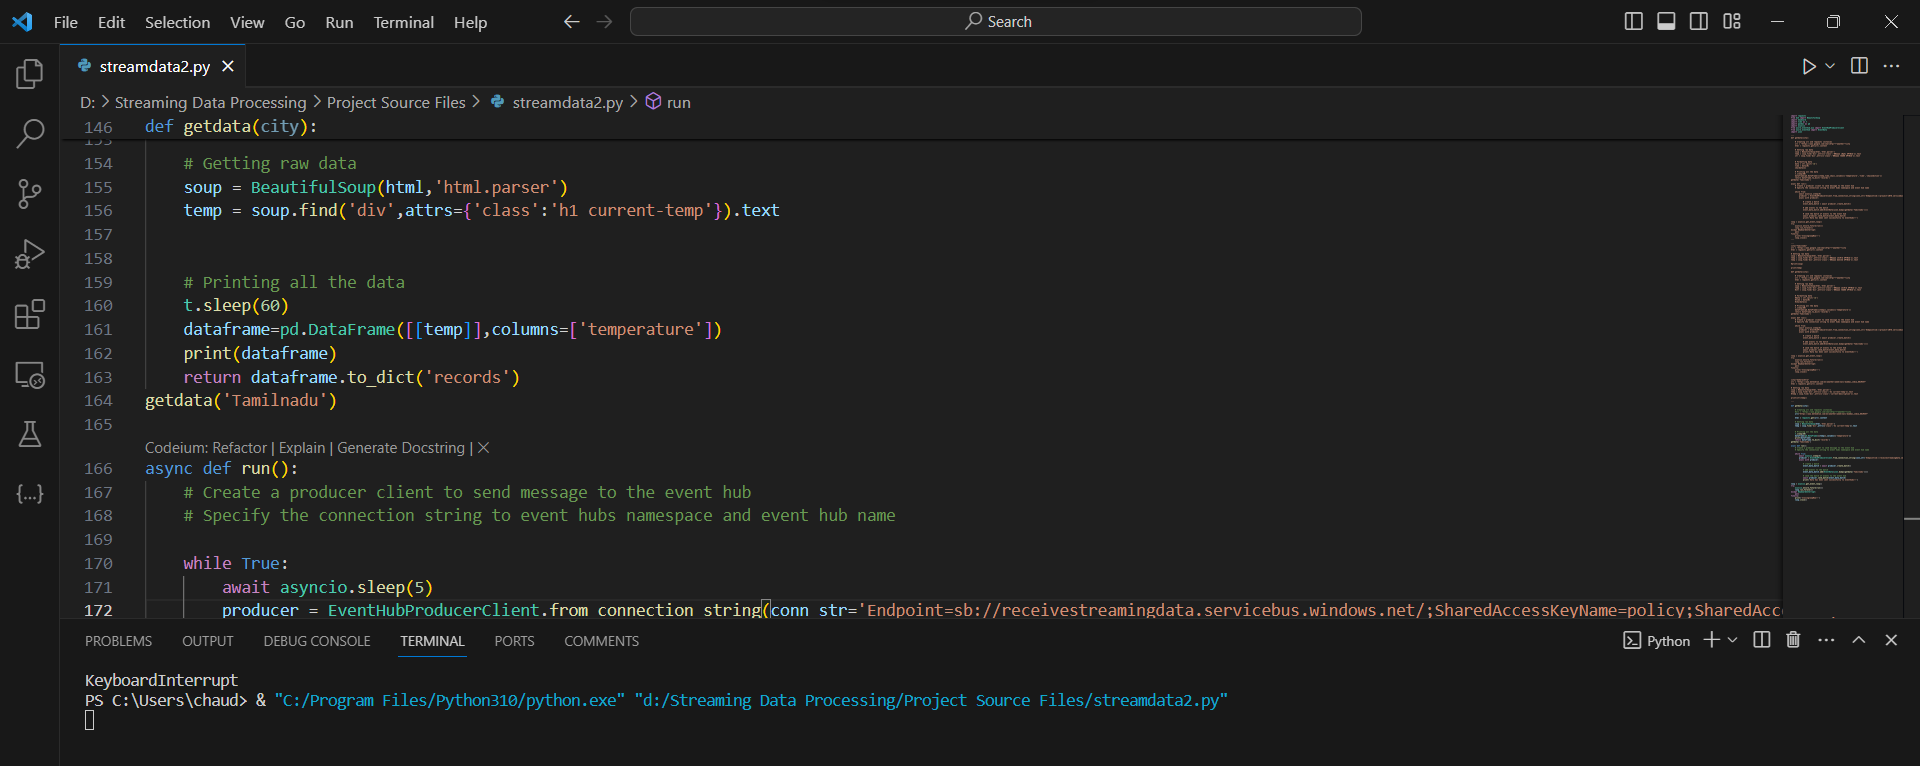 File Edit Selection View Go Run Terminal Help
Search
streamdata2.py
D: > Streaming Data Processing > Project Source Files > streamdata2.py > run
146 def getdata(city):
153
154 # Getting raw data
155 soup = BeautifulSoup(html,'html.parser')
156 temp = soup.find('div',attrs={'class':'h1 current-temp'}).text
157
158
159 # Printing all the data
160 t.sleep(60)
161 dataframe=pd.DataFrame([[temp]],columns=['temperature'])
162 print(dataframe)
163 return dataframe.to_dict('records')
164 getdata('Tamilnadu')
165
Codeium: Refactor | Explain | Generate Docstring | X
166 async def run():
167 # Create a producer client to send message to the event hub
168 # Specify the connection string to event hubs namespace and event hub name
169
170 while True:
171 await asyncio.sleep(5)
172 producer = EventHubProducerClient.from_connection_string(conn_str='Endpoint=sb://receivestreamingdata.servicebus.windows.net/;SharedAccessKeyName=policy;SharedAcc
PROBLEMS OUTPUT DEBUG CONSOLE TERMINAL PORTS COMMENTS
Python
KeyboardInterrupt
PS C:\Users\chaud> & "C:/Program Files/Python310/python.exe" "d:/Streaming Data Processing/Project Source Files/streamdata2.py"